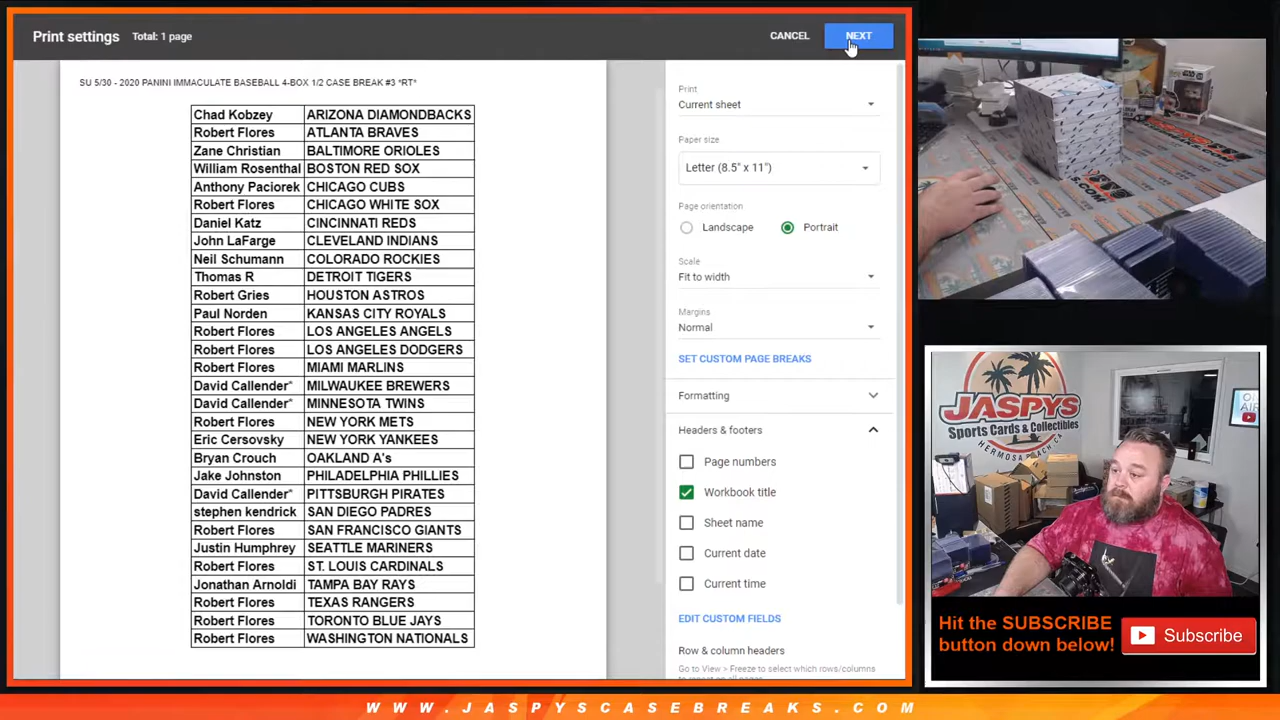 Print settings Total: 1 page CANCEL NEXT
SU 5/30 - 2020 PANINI IMMACULATE BASEBALL 4-BOX 1/2 CASE BREAK #3 *RT*
Chad Kobzey ARIZONA DIAMONDBACKS
Robert Flores ATLANTA BRAVES
Zane Christian BALTIMORE ORIOLES
William Rosenthal BOSTON RED SOX
Anthony Paciorek CHICAGO CUBS
Robert Flores CHICAGO WHITE SOX
Daniel Katz CINCINNATI REDS
John LaFarge CLEVELAND INDIANS
Neil Schumann COLORADO ROCKIES
Thomas R DETROIT TIGERS
Robert Gries HOUSTON ASTROS
Paul Norden KANSAS CITY ROYALS
Robert Flores LOS ANGELES ANGELS
Robert Flores LOS ANGELES DODGERS
Robert Flores MIAMI MARLINS
David Callender* MILWAUKEE BREWERS
David Callender* MINNESOTA TWINS
Robert Flores NEW YORK METS
Eric Cersovsky NEW YORK YANKEES
Bryan Crouch OAKLAND A's
Jake Johnston PHILADELPHIA PHILLIES
David Callender* PITTSBURGH PIRATES
stephen kendrick SAN DIEGO PADRES
Robert Flores SAN FRANCISCO GIANTS
Justin Humphrey SEATTLE MARINERS
Robert Flores ST. LOUIS CARDINALS
Jonathan Arnoldi TAMPA BAY RAYS
Robert Flores TEXAS RANGERS
Robert Flores TORONTO BLUE JAYS
Robert Flores WASHINGTON NATIONALS
Print
Current sheet
Paper size
Letter (8.5" x 11")
Page orientation
Landscape Portrait
Scale
Fit to width
Margins
Normal
SET CUSTOM PAGE BREAKS
Formatting
Headers & footers
Page numbers
Workbook title
Sheet name
Current date
Current time
EDIT CUSTOM FIELDS
Row & column headers
Go to View > Freeze to select which rows/columns
JASPYS
Sports Cards & Collectibles
HERMOSA BEACH CA
Hit the SUBSCRIBE
button down below!
Subscribe
WWW.JASPYSCASEBREAKS.COM